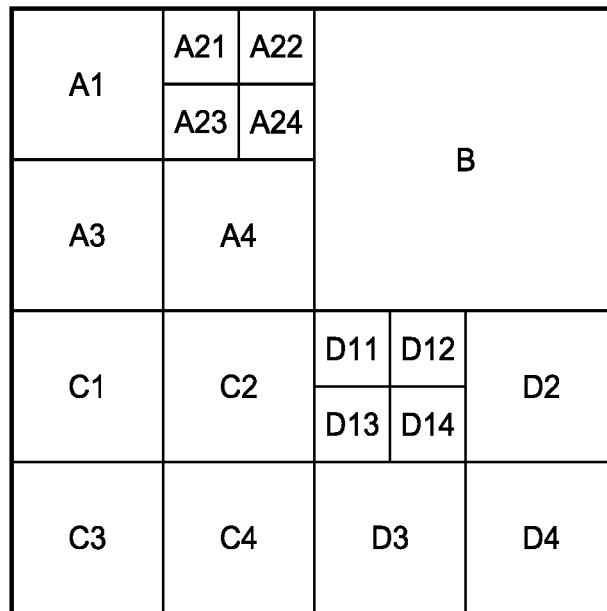 A1
A21 A22
A23 A24
B
A3 A4
C1 C2
D11 D12
D13 D14
D2
C3 C4 D3 D4